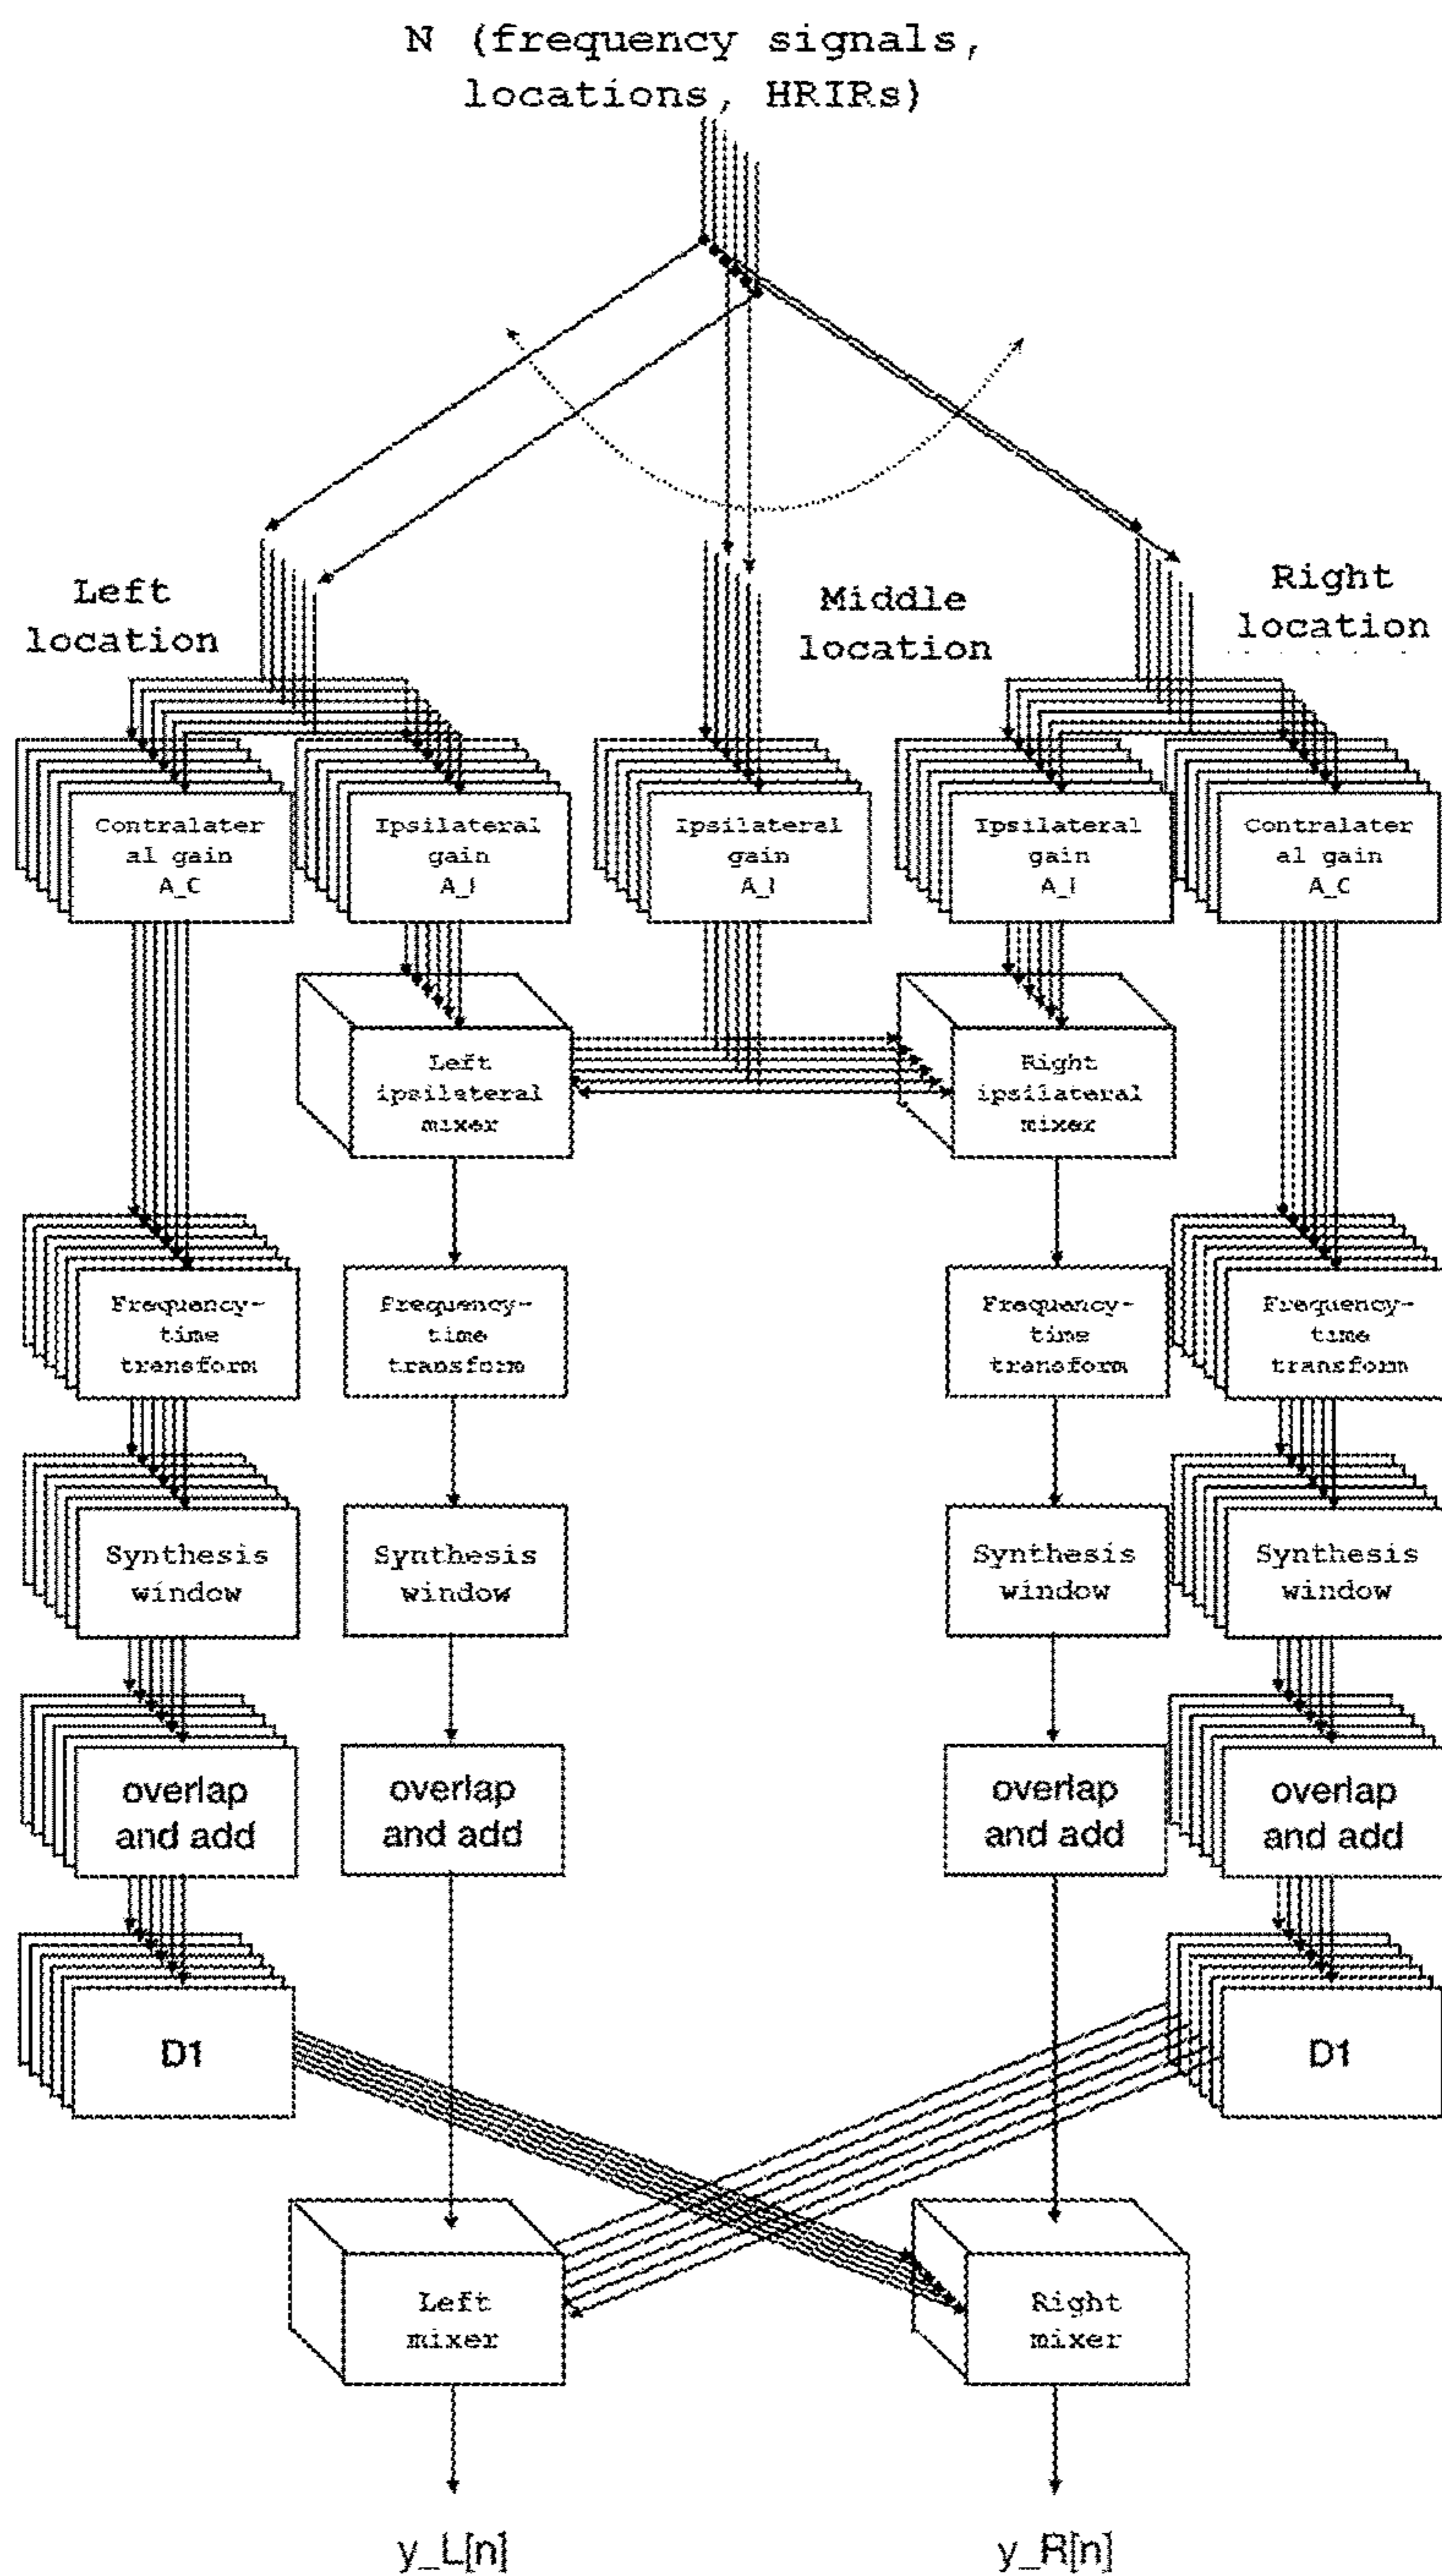 N (frequency signals,
locations, HRIRs)
Left
location
Middle
location
Right
location
Contralater
al gain
A_C
Ipsilateral
gain
A_I
Ipsilateral
gain
A_I
Ipsilateral
gain
A_I
Contralater
al gain
A_C
Left
ipsilateral
mixer
Right
ipsilateral
mixer
Frequency-
time
transform
Frequency-
time
transform
Frequency-
time
transform
Frequency-
time
transform
Synthesis
window
Synthesis
window
Synthesis
window
Synthesis
window
overlap
and add
overlap
and add
overlap
and add
overlap
and add
D1
D1
Left
mixer
Right
mixer
y_L[n]
y_R[n]